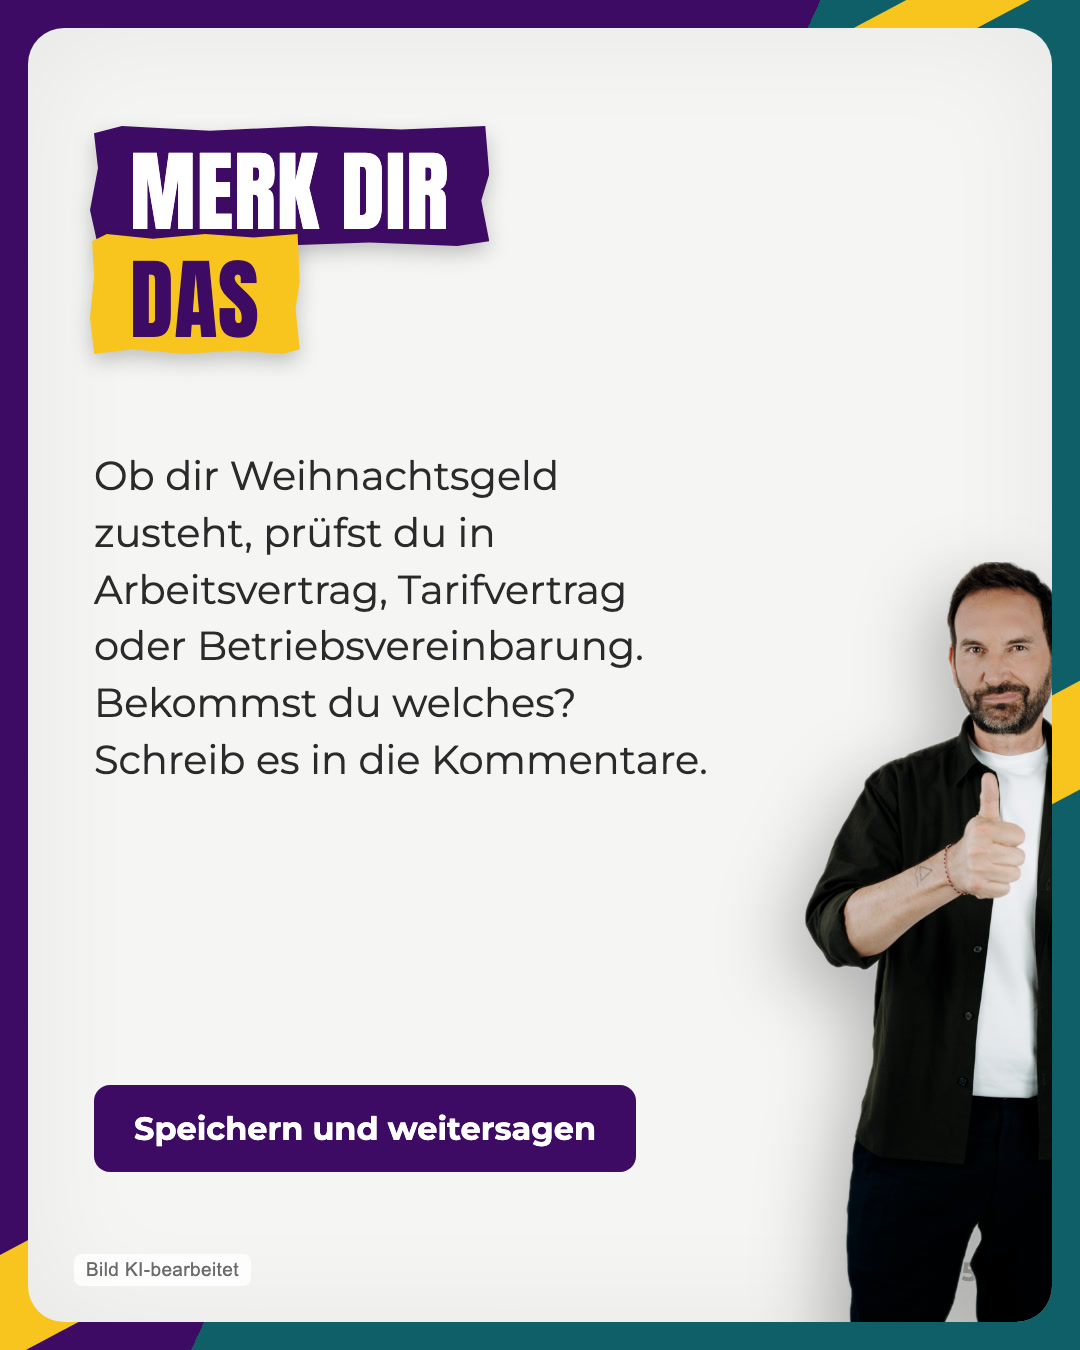 MERK DIR
DAS
Ob dir Weihnachtsgeld
zusteht, prüfst du in
Arbeitsvertrag, Tarifvertrag
oder Betriebsvereinbarung.
Bekommst du welches?
Schreib es in die Kommentare.
Speichern und weitersagen
Bild KI-bearbeitet